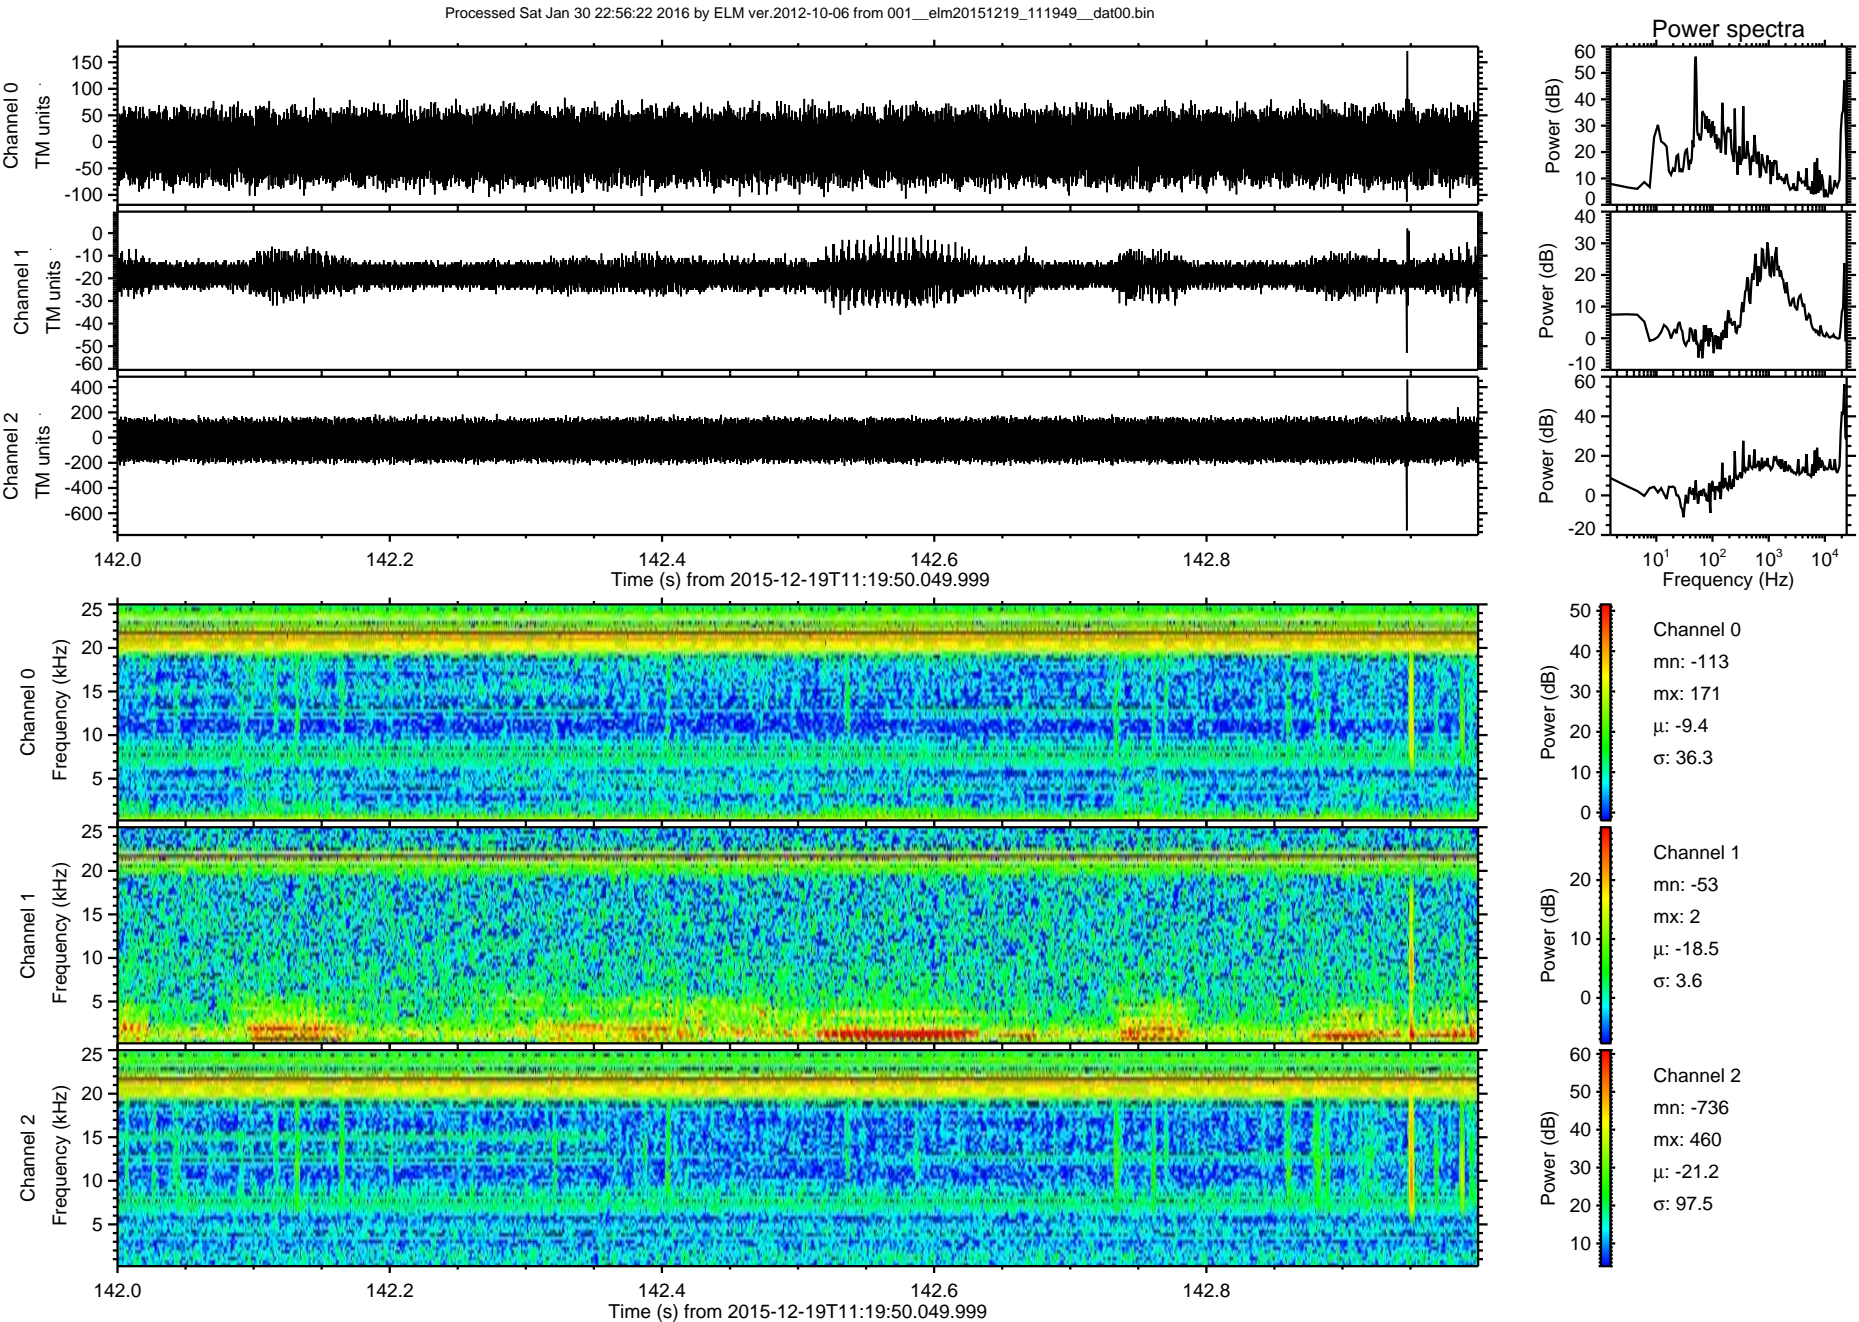 Processed Sat Jan 30 22:56:22 2016 by ELM ver.2012-10-06 from 001__elm20151219_111949__dat00.bin
Power spectra
Channel 0
TM units
150
100
50
0
-50
-100
Power (dB)
60
50
40
30
20
10
0
Channel 1
TM units
0
-10
-20
-30
-40
-50
-60
Power (dB)
40
30
20
10
0
-10
Channel 2
TM units
400
200
0
-200
-400
-600
Power (dB)
60
40
20
0
-20
142.0 142.2 142.4 142.6 142.8
Time (s) from 2015-12-19T11:19:50.049.999
10¹ 10² 10³ 10⁴
Frequency (Hz)
Channel 0
Frequency (kHz)
25
20
15
10
5
Power (dB)
50
40
30
20
10
0
Channel 0
mn: -113
mx: 171
µ: -9.4
σ: 36.3
Channel 1
Frequency (kHz)
25
20
15
10
5
Power (dB)
20
10
0
Channel 1
mn: -53
mx: 2
µ: -18.5
σ: 3.6
Channel 2
Frequency (kHz)
25
20
15
10
5
Power (dB)
60
50
40
30
20
10
Channel 2
mn: -736
mx: 460
µ: -21.2
σ: 97.5
142.0 142.2 142.4 142.6 142.8
Time (s) from 2015-12-19T11:19:50.049.999